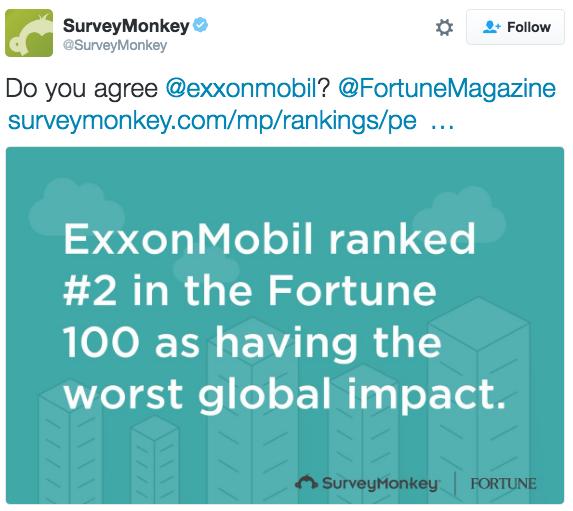 SurveyMonkey
@SurveyMonkey
Follow
Do you agree @exxonmobil? @FortuneMagazine
surveymonkey.com/mp/rankings/pe …
ExxonMobil ranked
#2 in the Fortune
100 as having the
worst global impact.
SurveyMonkey | FORTUNE